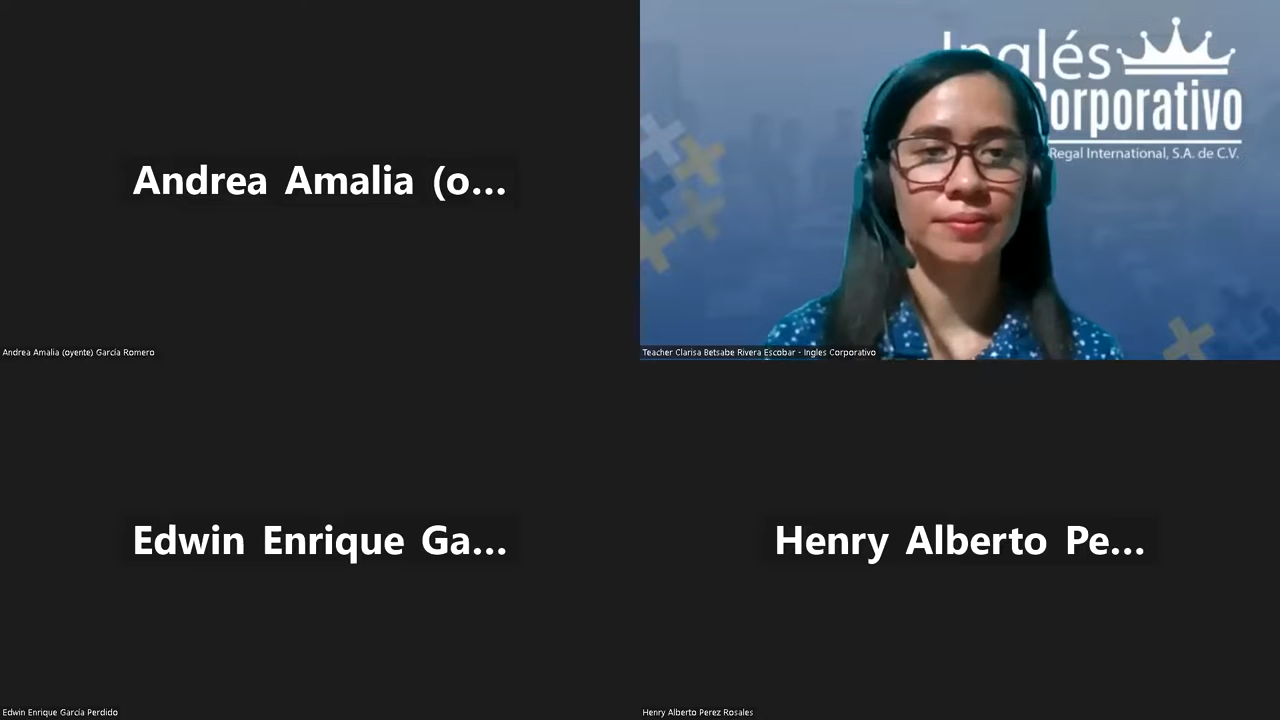 Andrea Amalia (o...
Andrea Amalia (oyente) García Romero
Inglés
Corporativo
Regal International, S.A. de C.V.
Teacher Clarisa Betsabe Rivera Escobar - Ingles Corporativo
Edwin Enrique Ga...
Edwin Enrique García Perdido
Henry Alberto Pe...
Henry Alberto Perez Rosales